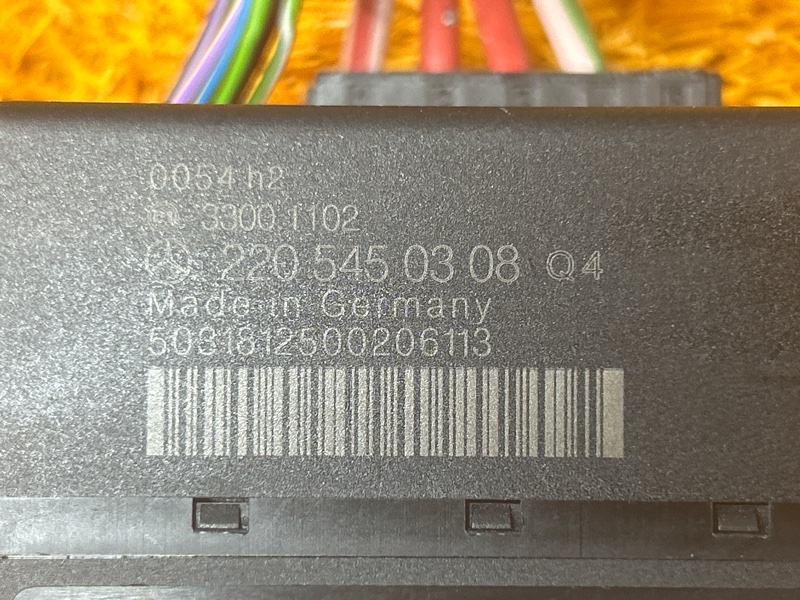 0054 h2
3300 1102
220 545 03 08 Q4
Made in Germany
5031812500206113